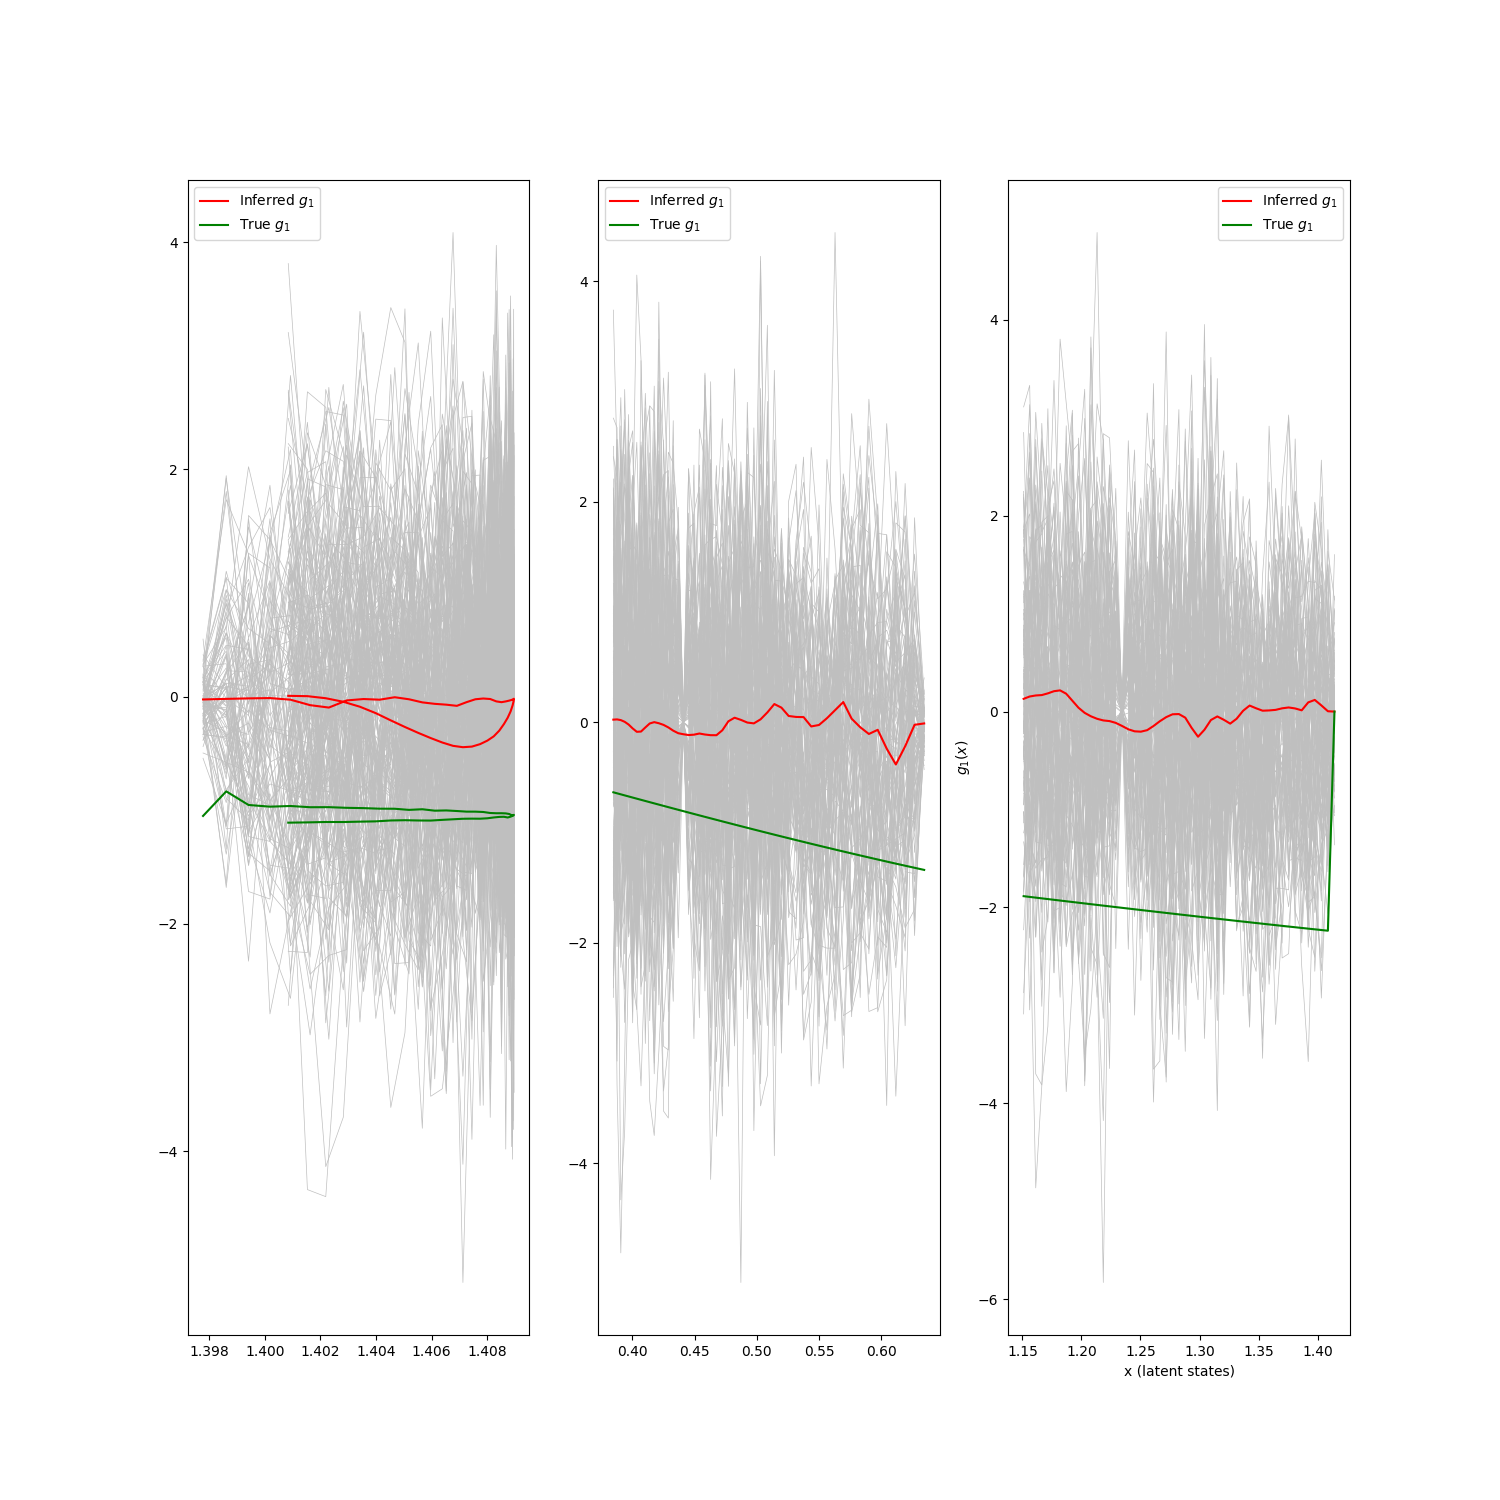 Inferred g₁
True g₁
4
2
0
−2
−4
1.398 1.400 1.402 1.404 1.406 1.408
Inferred g₁
True g₁
4
2
0
−2
−4
0.40 0.45 0.50 0.55 0.60
Inferred g₁
True g₁
4
2
0
−2
−4
−6
g₁(x)
1.15 1.20 1.25 1.30 1.35 1.40
x (latent states)